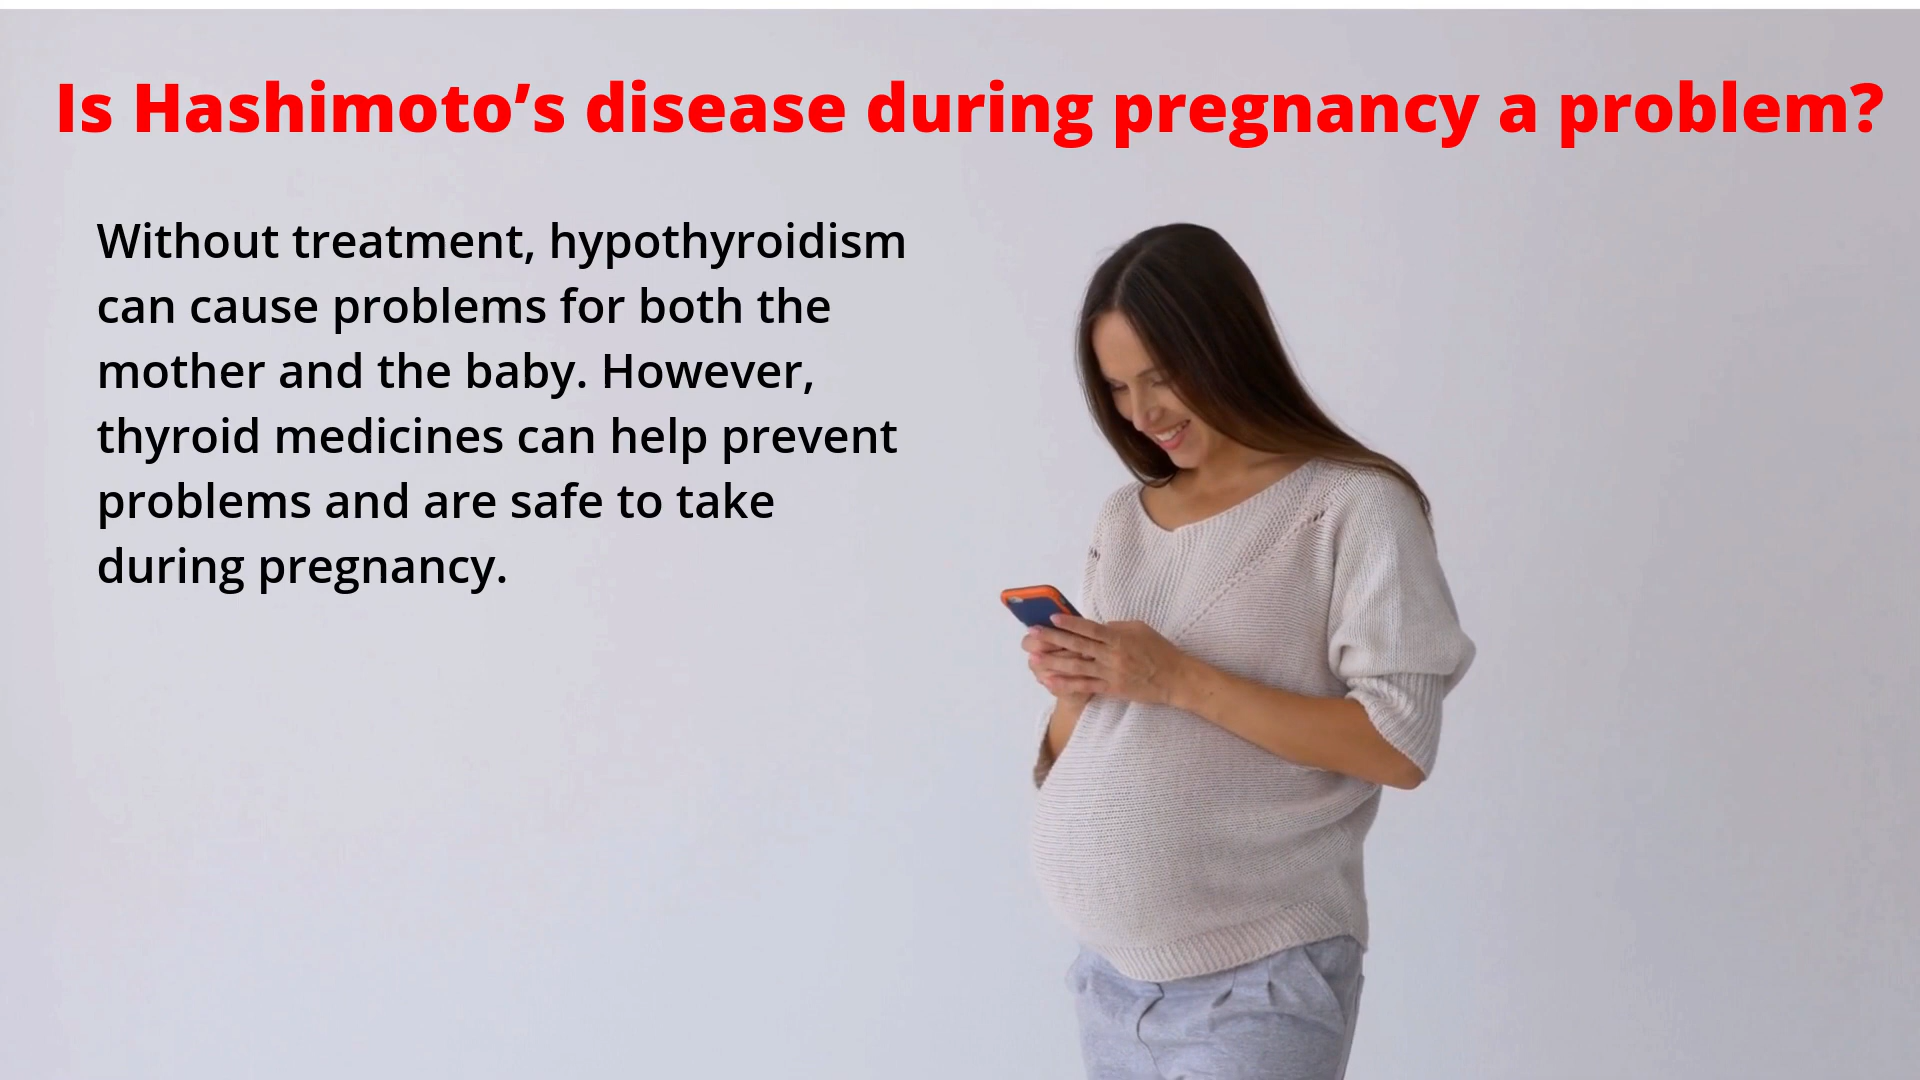 Is Hashimoto’s disease during pregnancy a problem?
Without treatment, hypothyroidism
can cause problems for both the
mother and the baby. However,
thyroid medicines can help prevent
problems and are safe to take
during pregnancy.